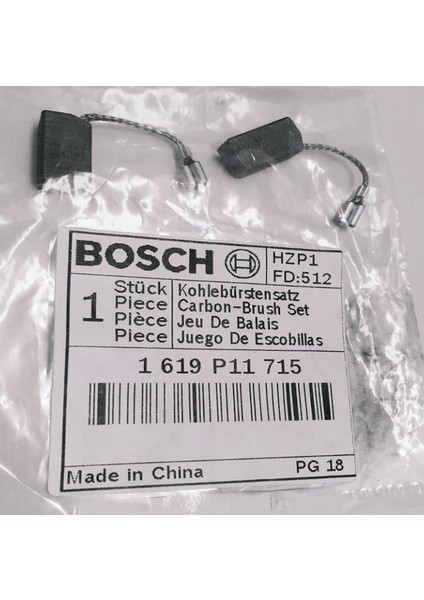 BOSCH
HZP1
FD:512
1
Stück Kohlebürstensatz
Piece Carbon-Brush Set
Pièce Jeu De Balais
Piece Juego De Escobillas
1 619 P11 715
Made in China
PG 18